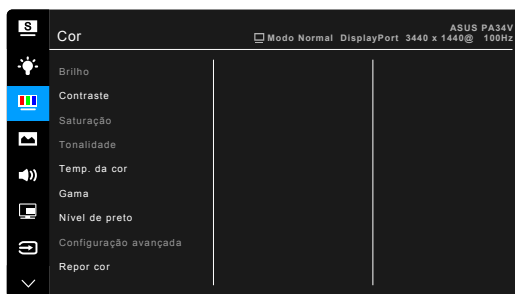 S
Cor
ASUS PA34V
Modo Normal DisplayPort 3440 x 1440@ 100Hz
Brilho
Contraste
Saturação
Tonalidade
Temp. da cor
Gama
Nível de preto
Configuração avançada
Repor cor